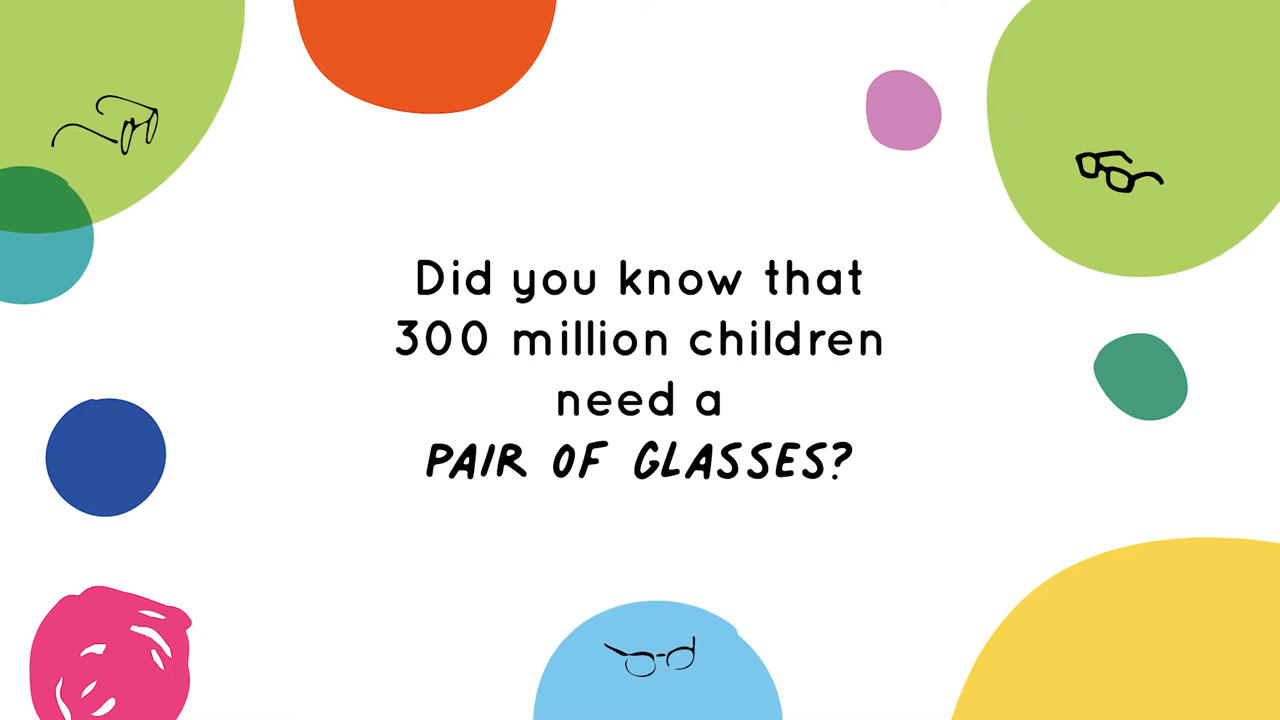 Did you know that
300 million children
need a
PAIR OF GLASSES?